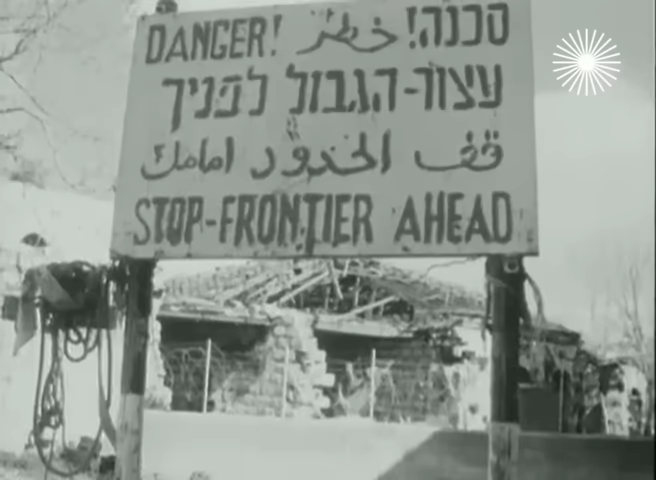 DANGER! خطر סכנה!
עצור-הגבול לפניך
قف الحدود امامك
STOP-FRONTIER AHEAD